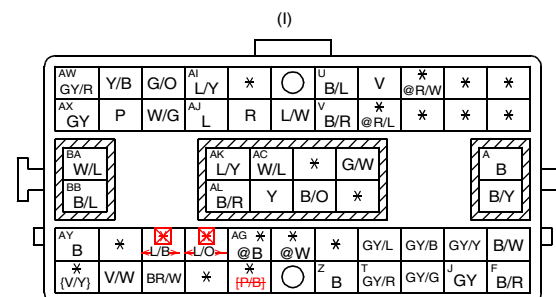 (I)
AW GY/R Y/B G/O AI L/Y * U B/L V * @R/W * *
AX GY P W/G AJ L R L/W V B/R * @R/L * * *
BA W/L AK L/Y AC W/L * G/W A B
BB B/L AL B/R Y B/O * B/Y
AY B * * L/B * L/O AG * @B * @W * GY/L GY/B GY/Y B/W
* {V/Y} V/W BR/W * * [P/B] Z B T GY/R GY/G J GY F B/R